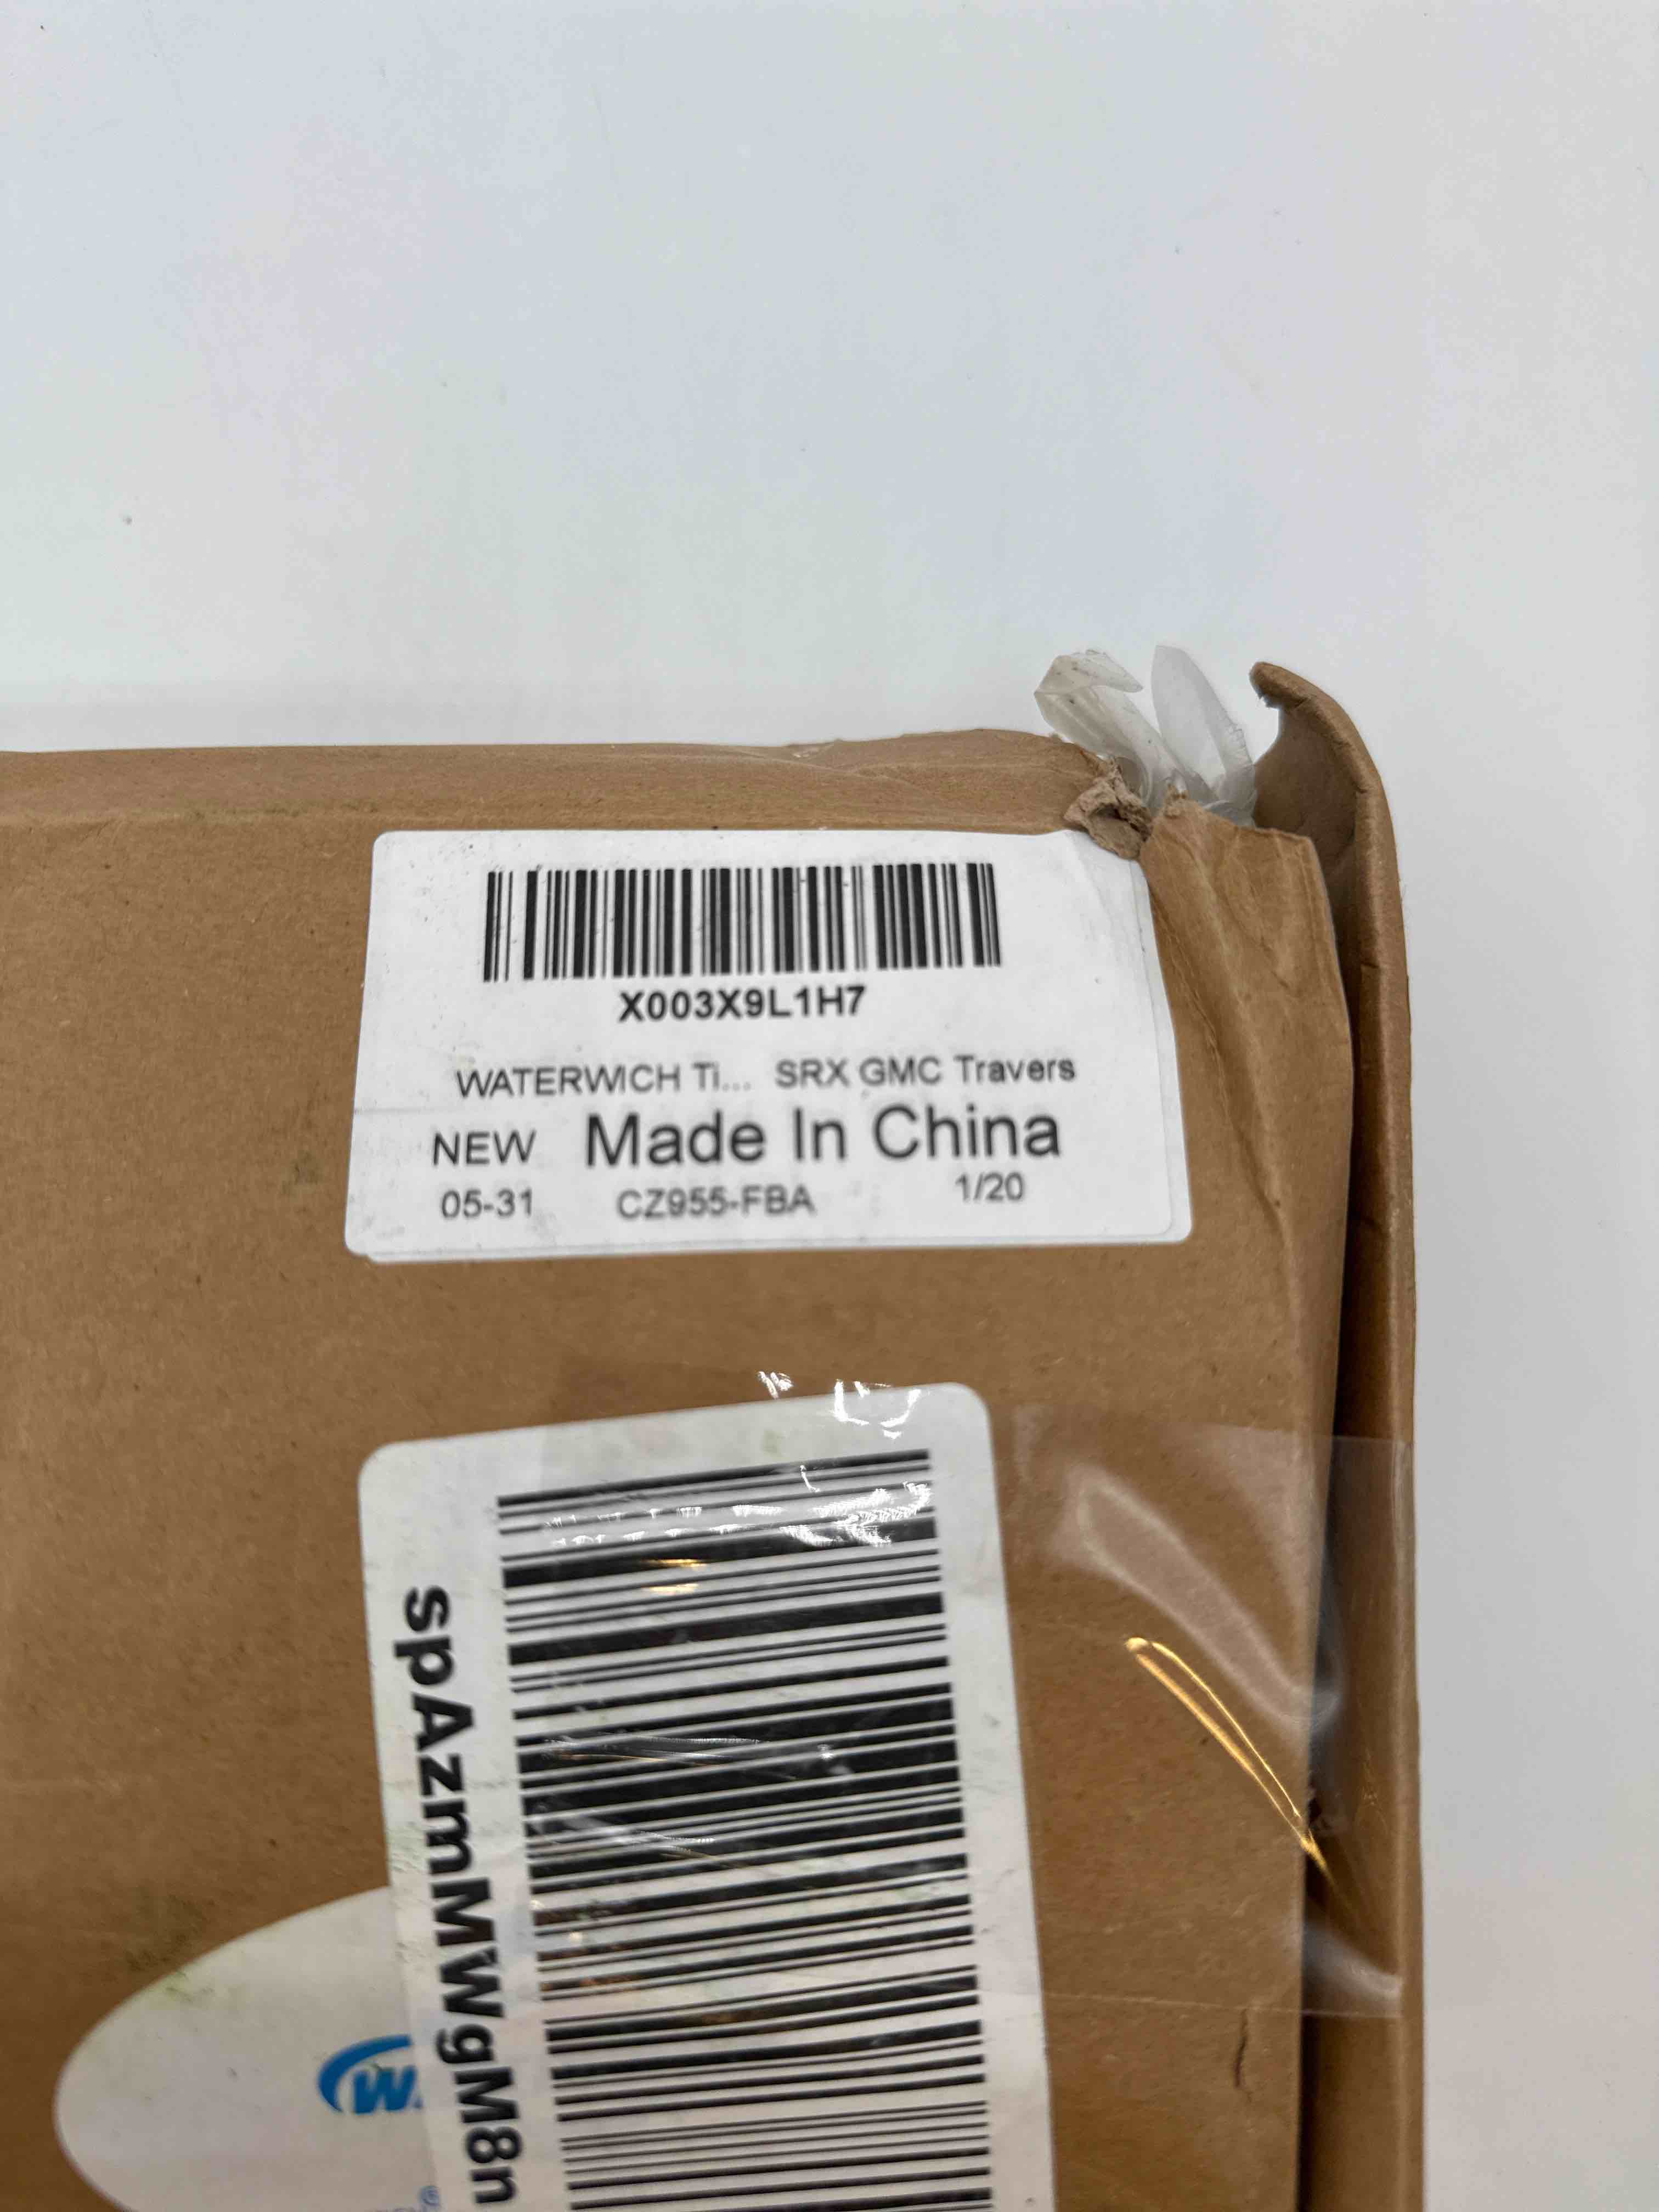 X003X9L1H7
WATERWICH Ti... SRX GMC Travers
NEW Made In China
05-31 CZ955-FBA 1/20
spAzmMWgM8n
W